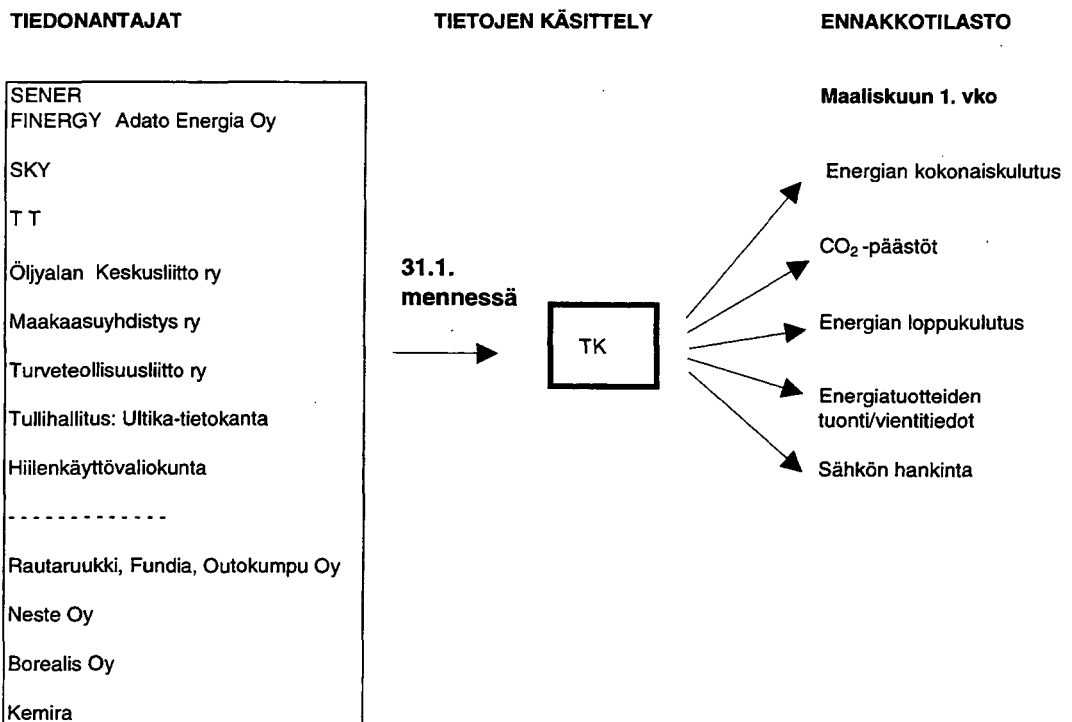 TIEDONANTAJAT
TIETOJEN KÄSITTELY
ENNAKKOTILASTO
SENER
FINERGY Adato Energia Oy
SKY
T T
Öljyalan Keskusliitto ry
Maakaasuyhdistys ry
Turveteollisuusliitto ry
Tullihallitus: Ultika-tietokanta
Hiilenkäyttövaliokunta
- - - - - - - - - - - - -
Rautaruukki, Fundia, Outokumpu Oy
Neste Oy
Borealis Oy
Kemira
31.1.
mennessä
TK
Maaliskuun 1. vko
Energian kokonaiskulutus
CO₂ -päästöt
Energian loppukulutus
Energiatuotteiden
tuonti/vientitiedot
Sähkön hankinta